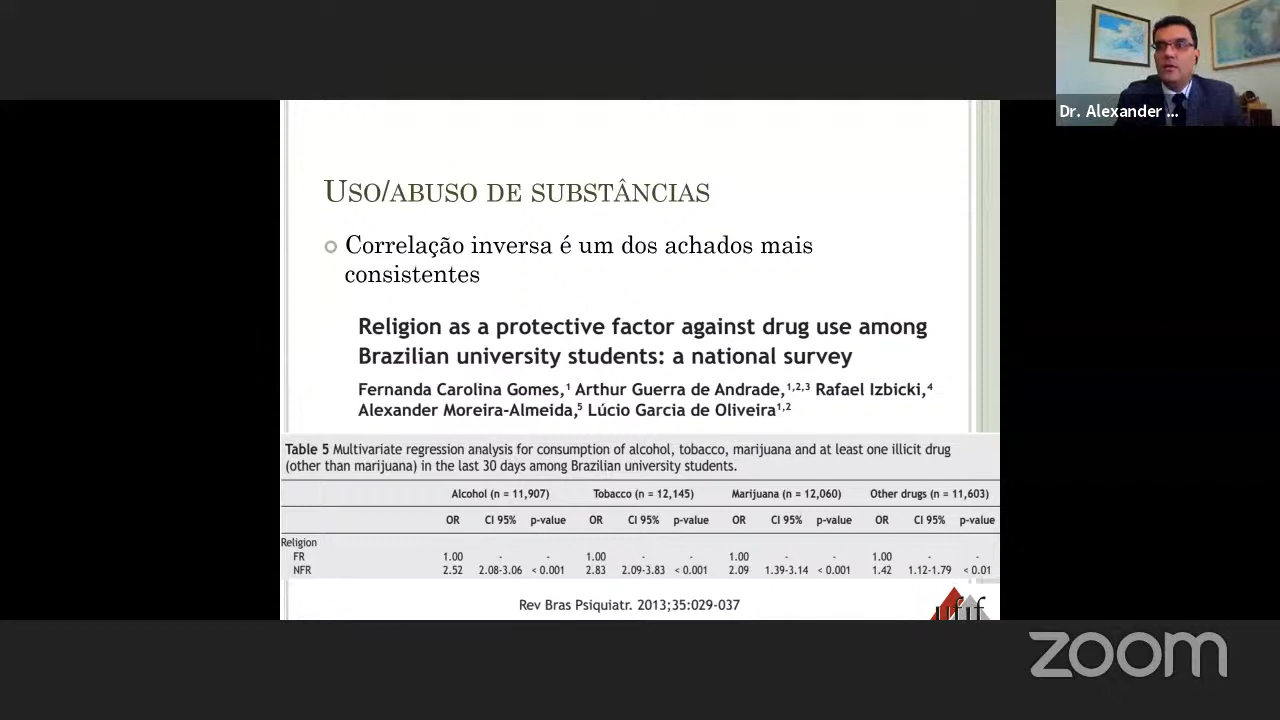 Dr. Alexander ...
USO/ABUSO DE SUBSTÂNCIAS
Correlação inversa é um dos achados mais
consistentes
Religion as a protective factor against drug use among
Brazilian university students: a national survey
Fernanda Carolina Gomes,¹ Arthur Guerra de Andrade,¹,²,³ Rafael Izbicki,⁴
Alexander Moreira-Almeida,⁵ Lúcio Garcia de Oliveira¹,²
Table 5 Multivariate regression analysis for consumption of alcohol, tobacco, marijuana and at least one illicit drug
(other than marijuana) in the last 30 days among Brazilian university students.
Alcohol (n = 11,907) Tobacco (n = 12,145) Marijuana (n = 12,060) Other drugs (n = 11,603)
OR CI 95% p-value OR CI 95% p-value OR CI 95% p-value OR CI 95% p-value
Religion
FR 1.00 - - 1.00 - - 1.00 - - 1.00 - -
NFR 2.52 2.08-3.06 < 0.001 2.83 2.09-3.83 < 0.001 2.09 1.39-3.14 < 0.001 1.42 1.12-1.79 < 0.01
Rev Bras Psiquiatr. 2013;35:029-037
ufjf
zoom